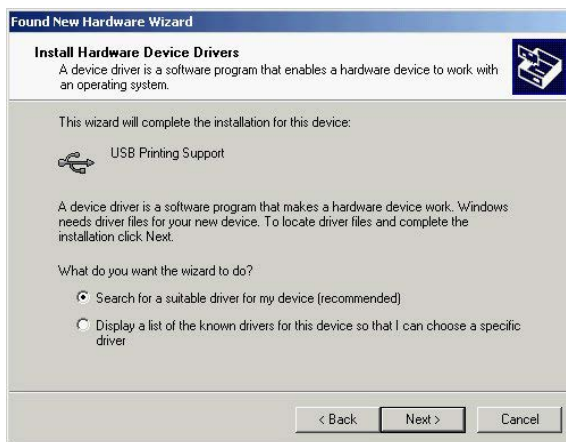 Found New Hardware Wizard
Install Hardware Device Drivers
A device driver is a software program that enables a hardware device to work with
an operating system.
This wizard will complete the installation for this device:
USB Printing Support
A device driver is a software program that makes a hardware device work. Windows
needs driver files for your new device. To locate driver files and complete the
installation click Next.
What do you want the wizard to do?
Search for a suitable driver for my device (recommended)
Display a list of the known drivers for this device so that I can choose a specific
driver
< Back Next > Cancel